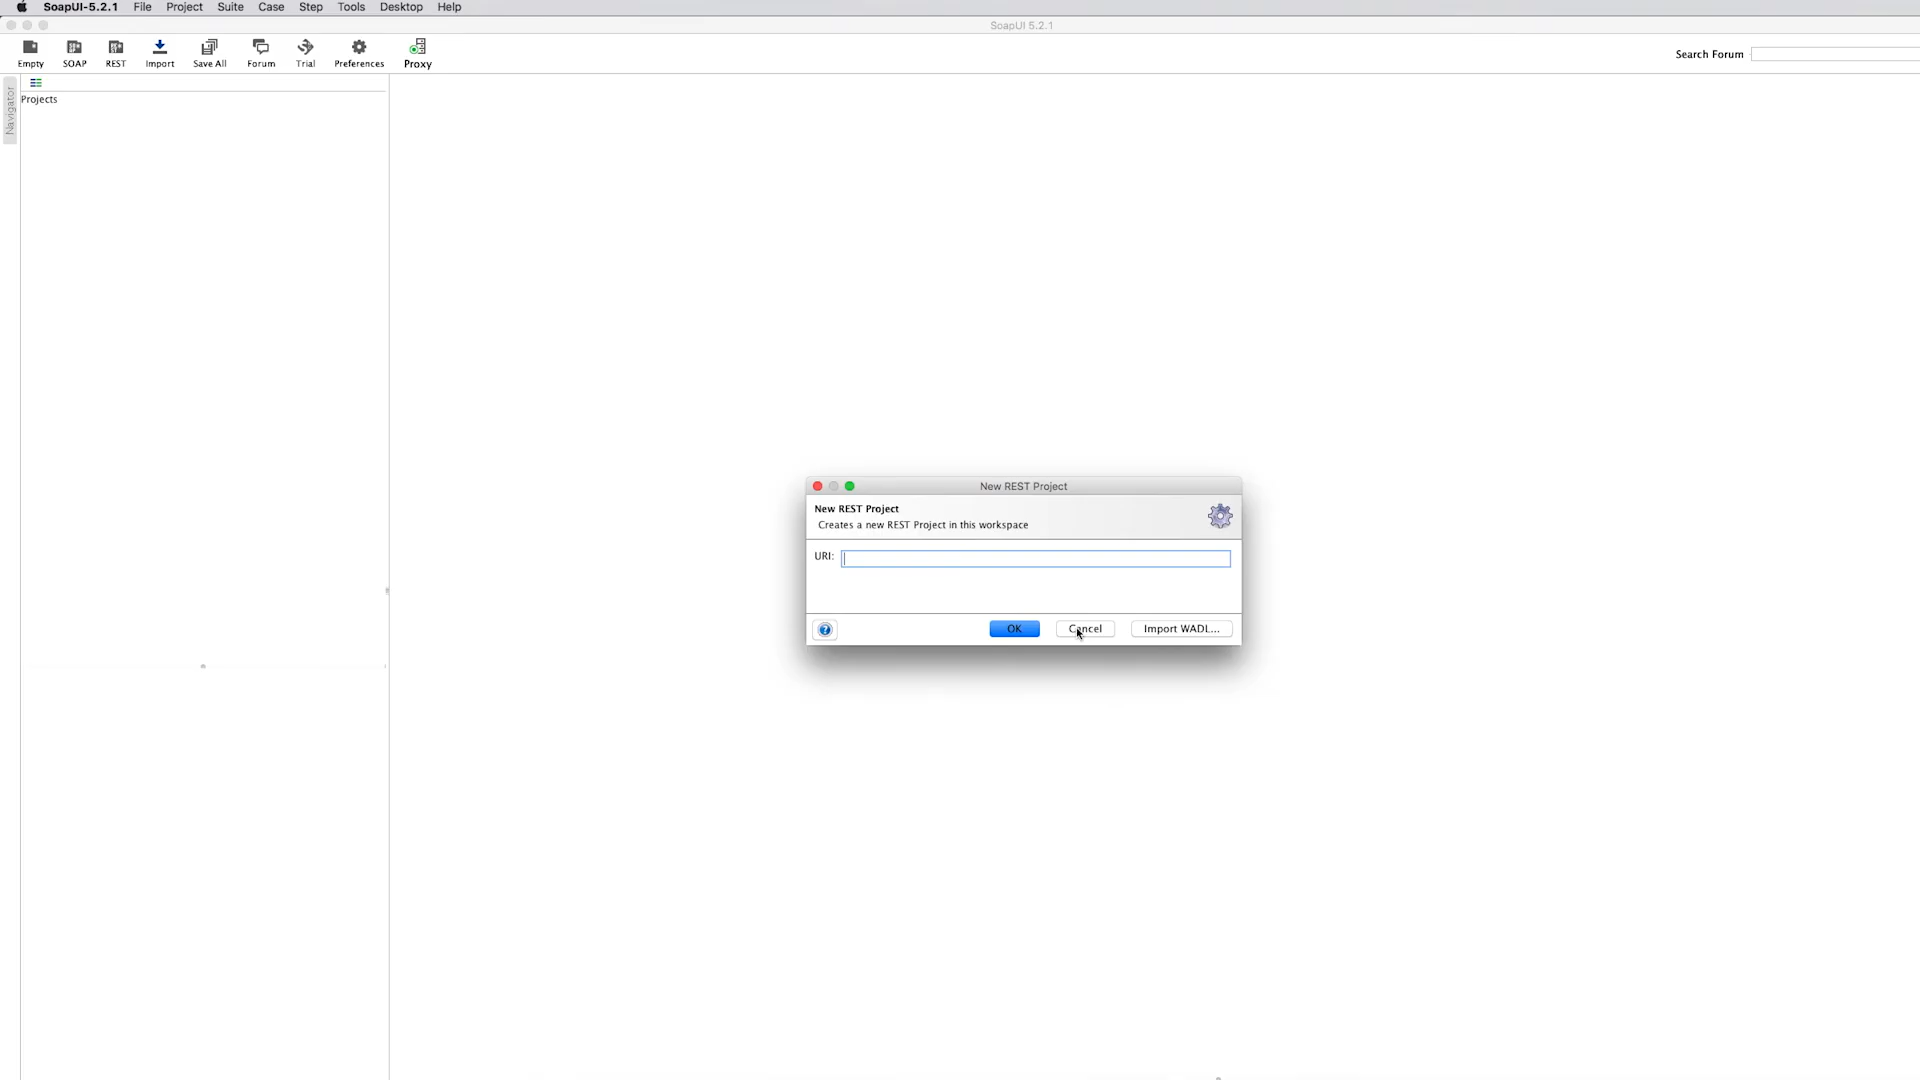 SoapUI-5.2.1 File Project Suite Case Step Tools Desktop Help
SoapUI 5.2.1
Empty SOAP REST Import Save All Forum Trial Preferences Proxy
Search Forum
Navigator
Projects
New REST Project
New REST Project
Creates a new REST Project in this workspace
URI:
OK Cancel Import WADL...